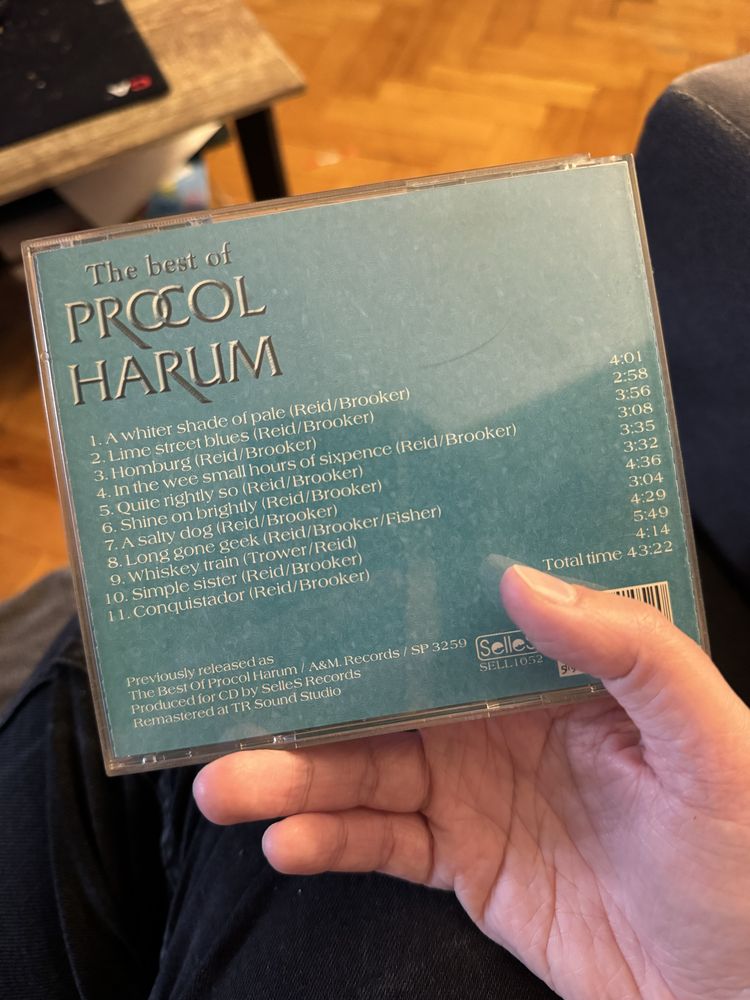 The best of
PROCOL
HARUM
1. A whiter shade of pale (Reid/Brooker) 4:01
2. Lime street blues (Reid/Brooker) 2:58
3. Homburg (Reid/Brooker) 3:56
4. In the wee small hours of sixpence (Reid/Brooker) 3:08
5. Quite rightly so (Reid/Brooker) 3:35
6. Shine on brightly (Reid/Brooker) 3:32
7. A salty dog (Reid/Brooker) 4:36
8. Long gone geek (Reid/Brooker/Fisher) 3:04
9. Whiskey train (Trower/Reid) 4:29
10. Simple sister (Reid/Brooker) 5:49
11. Conquistador (Reid/Brooker) 4:14
Total time 43:22
Previously released as
The Best Of Procol Harum / A&M. Records / SP 3259
Produced for CD by SelleS Records
Remastered at TR Sound Studio
SelleS
SELL1052